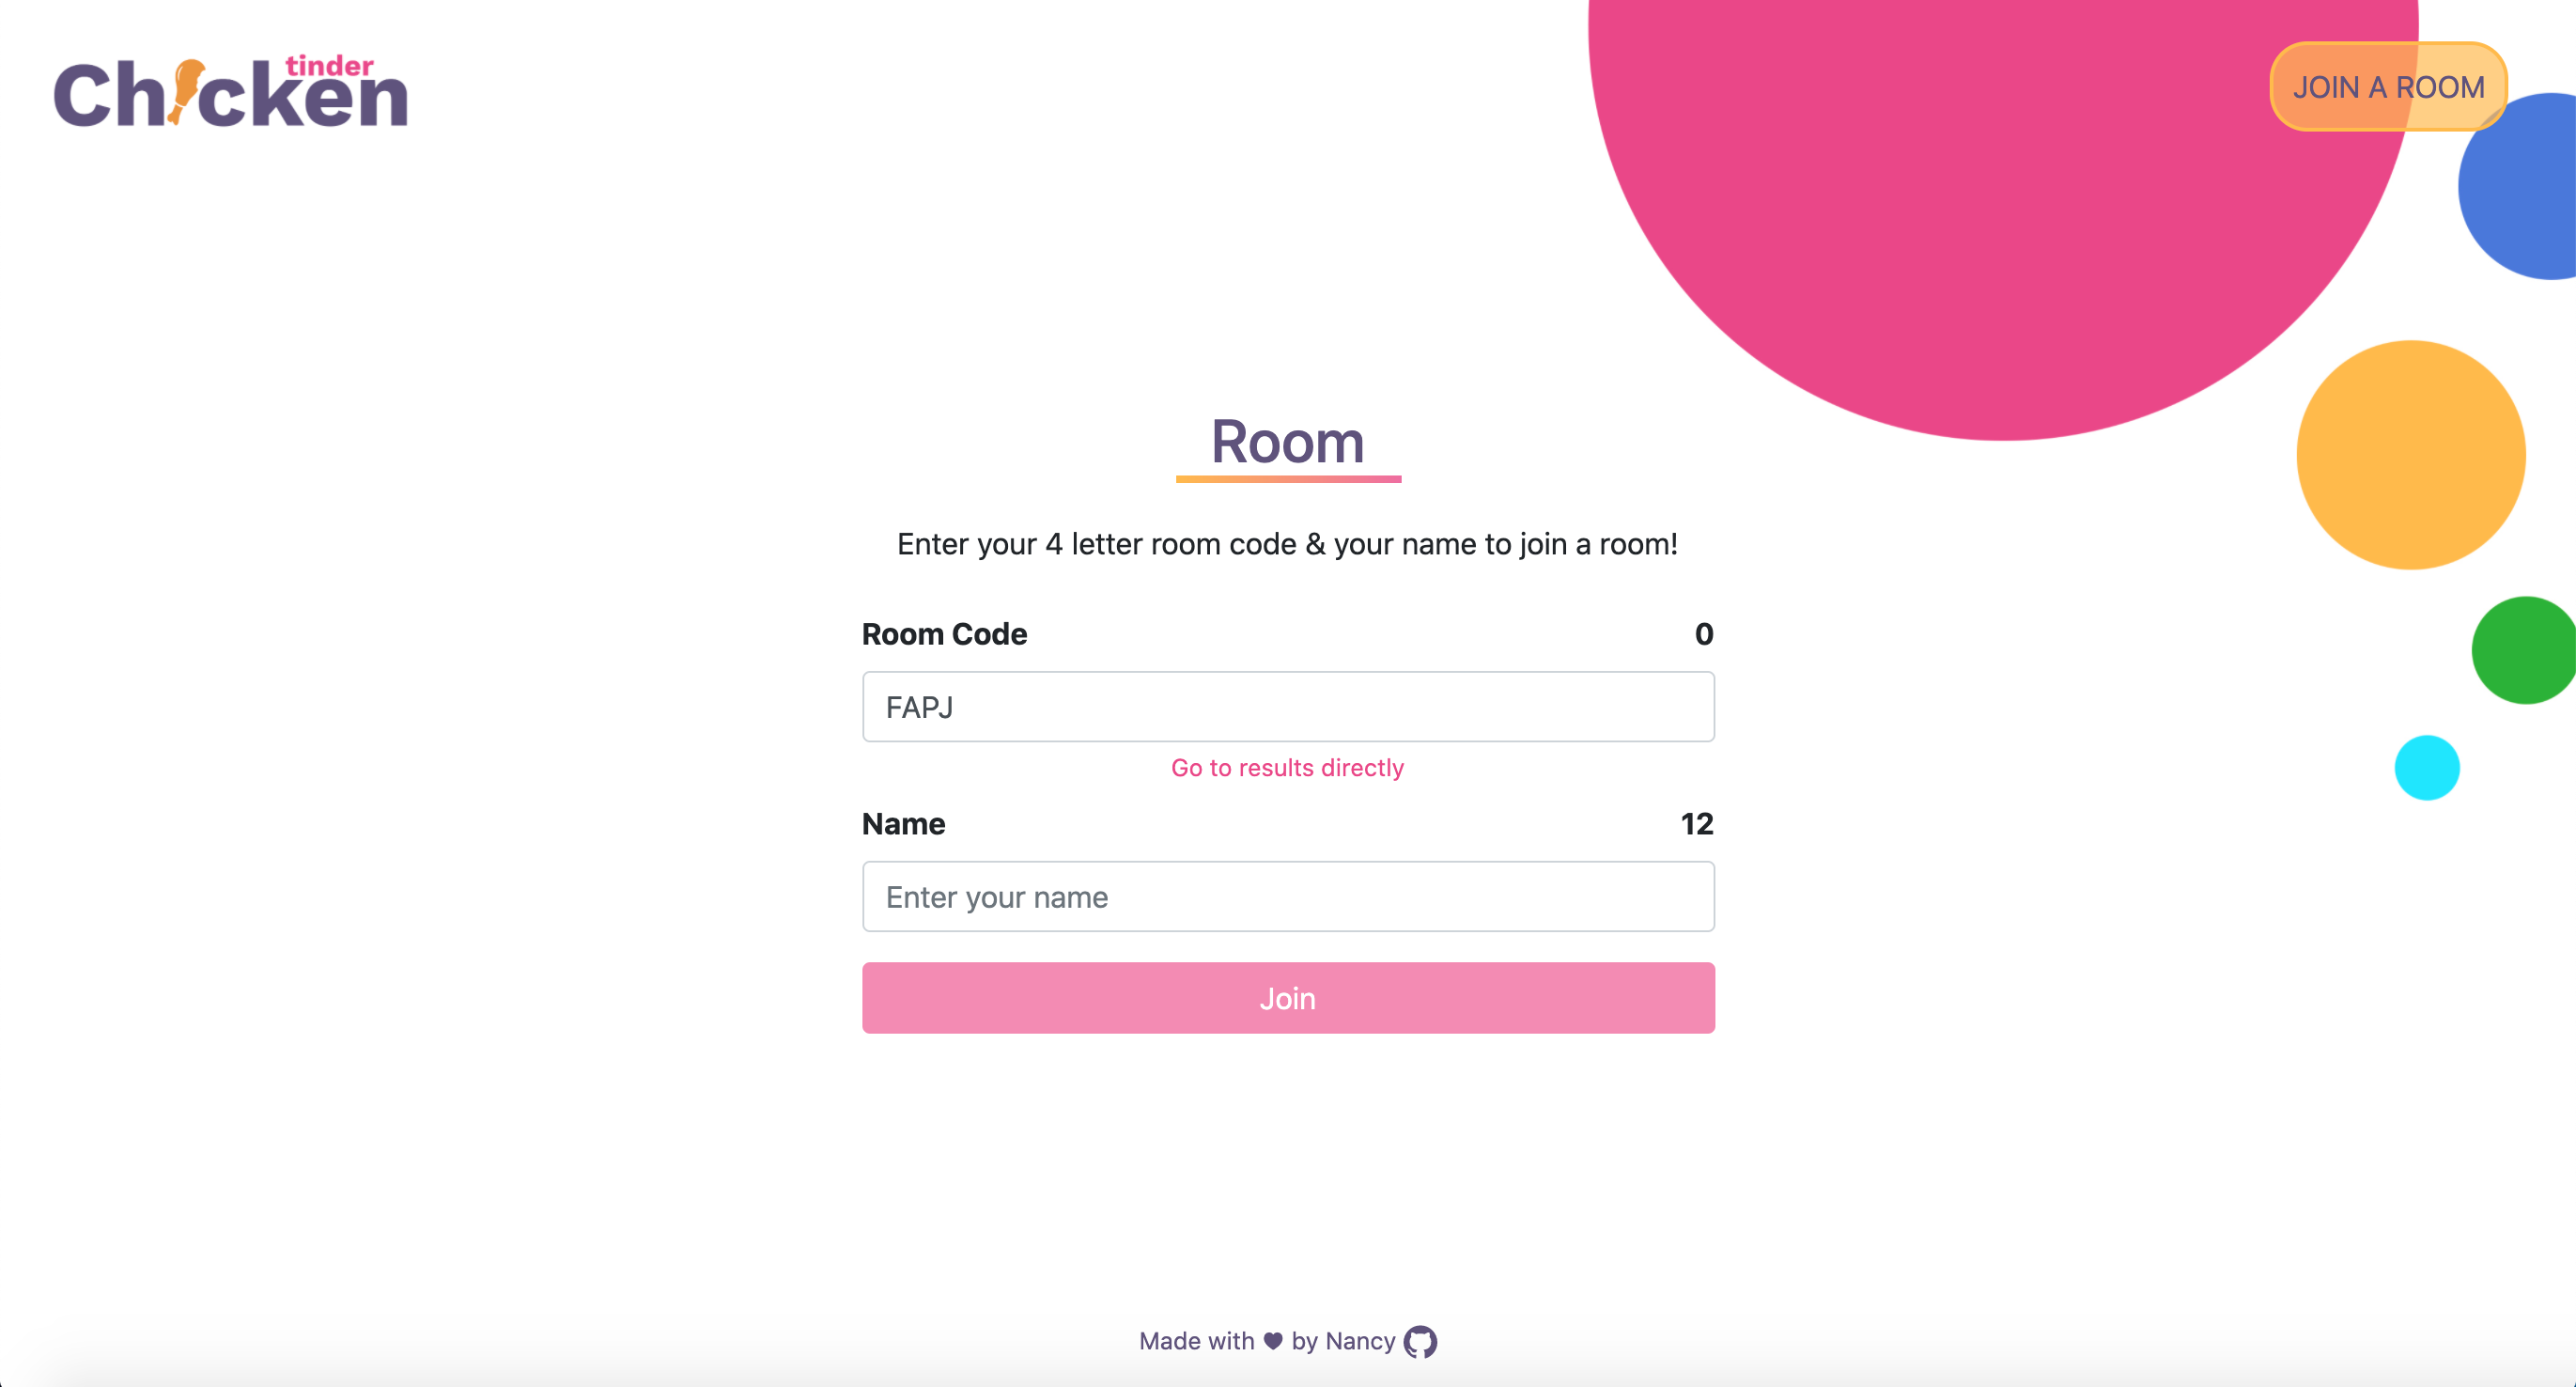 Chicken tinder
JOIN A ROOM
Room
Enter your 4 letter room code & your name to join a room!
Room Code 0
FAPJ
Go to results directly
Name 12
Enter your name
Join
Made with ♥ by Nancy